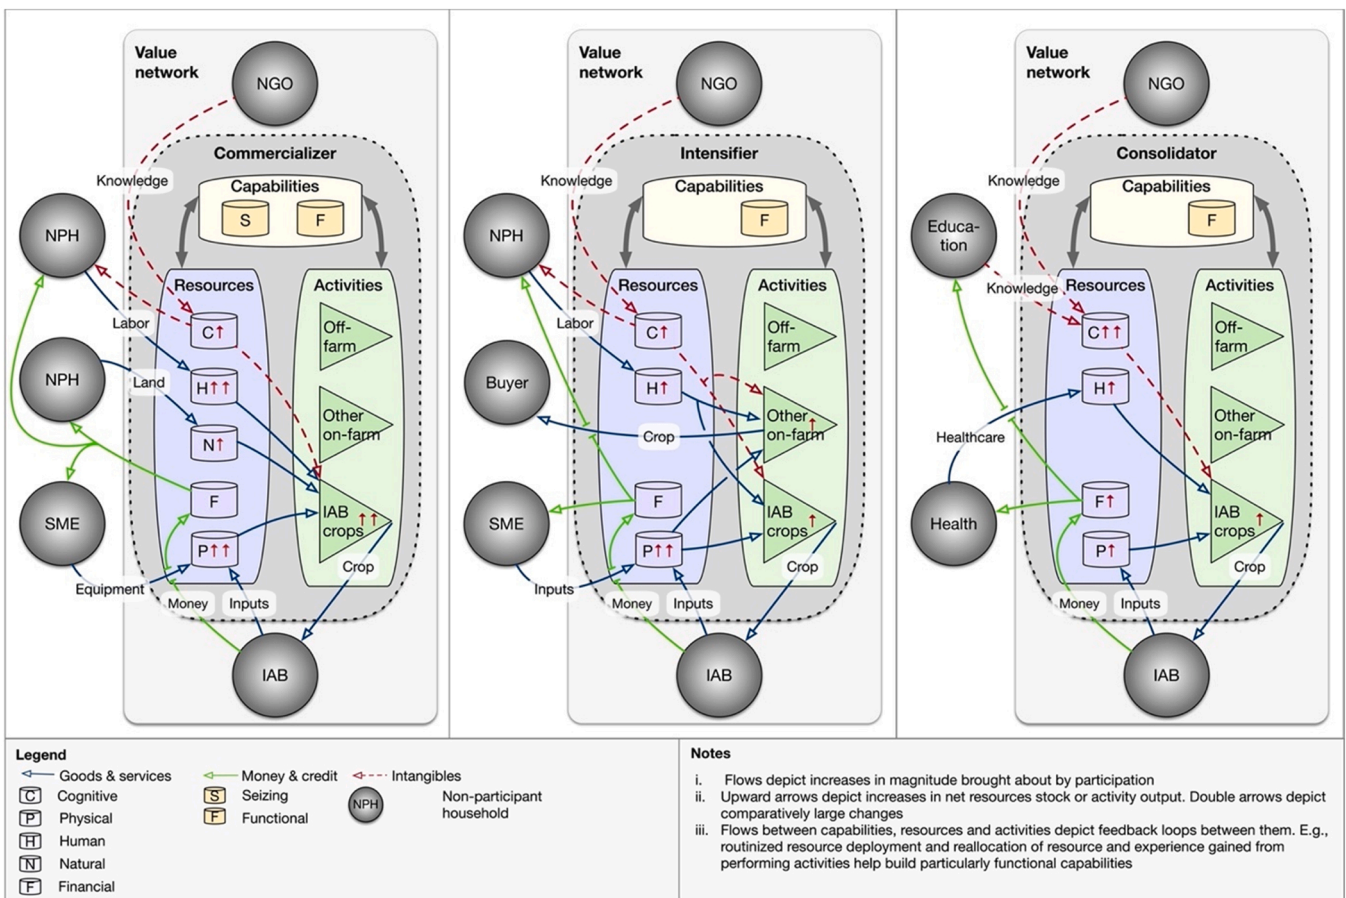 Value
network
NGO
Commercializer
Knowledge
Capabilities
S
F
NPH
Resources
Activities
Labor
C↑
Off-
farm
NPH
Land
H↑↑
Other
on-farm
N↑
SME
F
IAB
crops ↑↑
P↑↑
Equipment
Crop
Money
Inputs
IAB
Value
network
NGO
Intensifier
Knowledge
Capabilities
F
NPH
Resources
Activities
Labor
C↑
Off-
farm
Buyer
H↑
Other
on-farm ↑
Crop
SME
F
IAB
crops ↑
P↑↑
Inputs
Crop
Money
Inputs
IAB
Value
network
NGO
Consolidator
Knowledge
Capabilities
F
Educa-
tion
Knowledge
Resources
Activities
C↑↑
Off-
farm
H↑
Other
on-farm
Healthcare
Health
F↑
IAB
crops ↑
P↑
Crop
Money
Inputs
IAB
Legend
Goods & services
Money & credit
Intangibles
C Cognitive
S Seizing
NPH Non-participant
household
P Physical
F Functional
H Human
N Natural
F Financial
Notes
i. Flows depict increases in magnitude brought about by participation
ii. Upward arrows depict increases in net resources stock or activity output. Double arrows depict
comparatively large changes
iii. Flows between capabilities, resources and activities depict feedback loops between them. E.g.,
routinized resource deployment and reallocation of resource and experience gained from
performing activities help build particularly functional capabilities